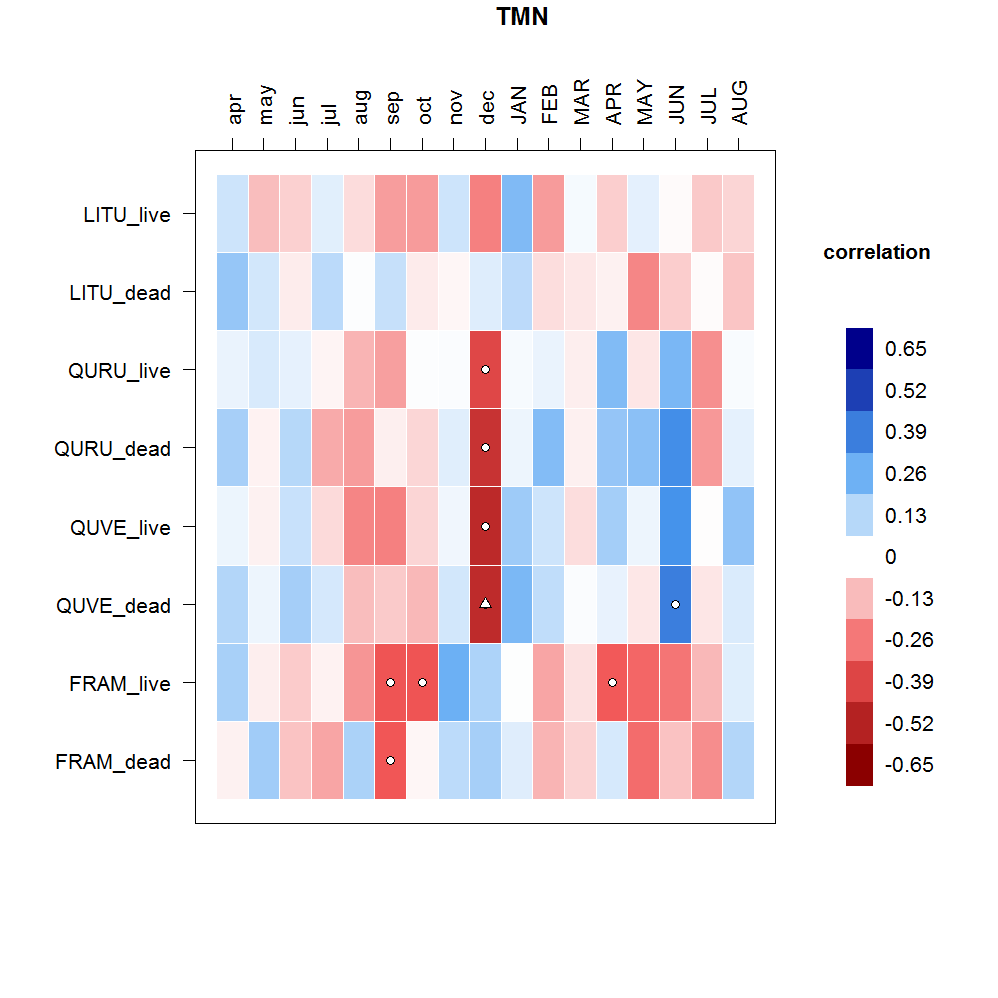 TMN
apr may jun jul aug sep oct nov dec JAN FEB MAR APR MAY JUN JUL AUG
LITU_live
LITU_dead
QURU_live
QURU_dead
QUVE_live
QUVE_dead
FRAM_live
FRAM_dead
correlation
0.65
0.52
0.39
0.26
0.13
0
-0.13
-0.26
-0.39
-0.52
-0.65